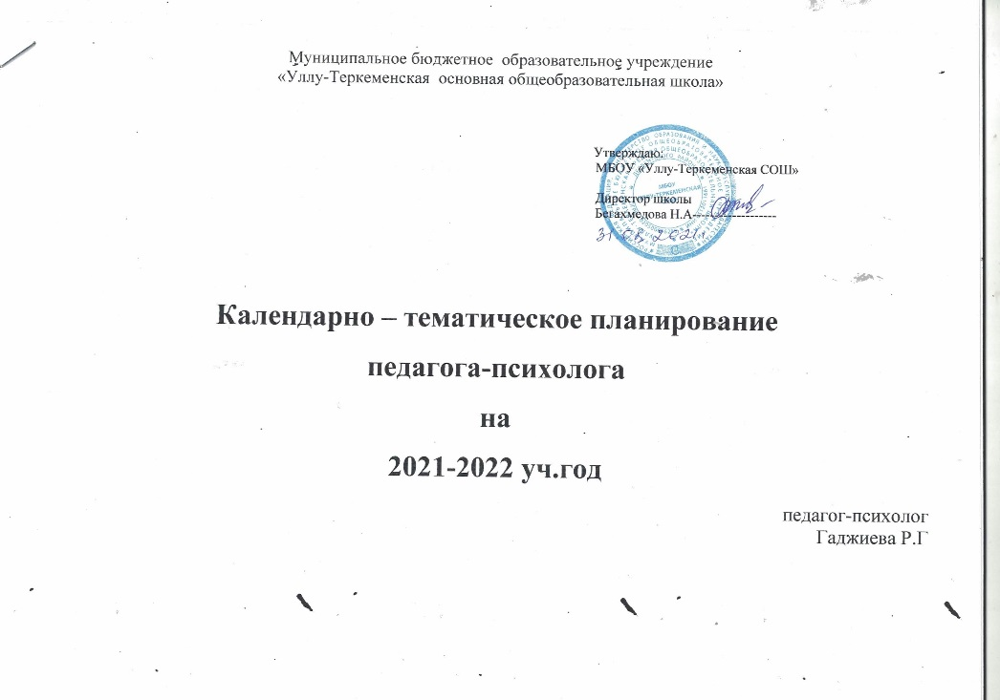 Муниципальное бюджетное образовательное учреждение
«Уллу-Теркеменская основная общеобразовательная школа»
Утверждаю:
МБОУ «Уллу-Теркеменская СОШ»
Директор школы
Бегахмедова Н.А-------------------
31.08.2021г
МБОУ
Календарно – тематическое планирование
педагога-психолога
на
2021-2022 уч.год
педагог-психолог
Гаджиева Р.Г